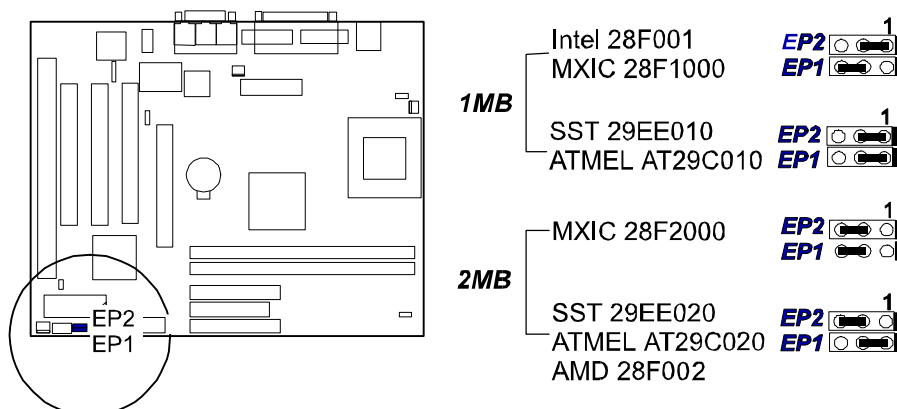 EP2
EP1
1MB
Intel 28F001
MXIC 28F1000
EP2
1
EP1
SST 29EE010
ATMEL AT29C010
EP2
1
EP1
2MB
MXIC 28F2000
EP2
1
EP1
SST 29EE020
ATMEL AT29C020
AMD 28F002
EP2
1
EP1